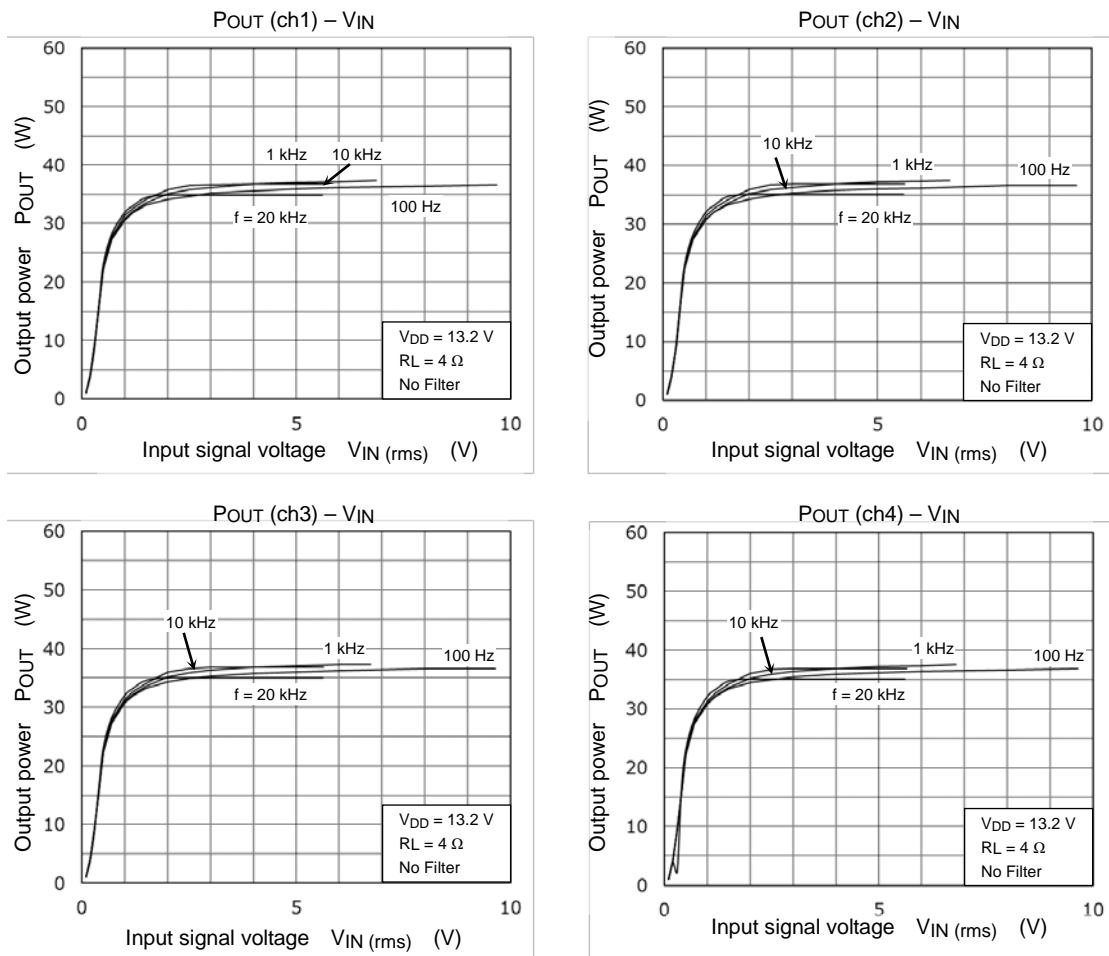 POUT (ch1) – VIN
60
50
40
30
20
10
0
0
5
10
Output power POUT (W)
1 kHz
10 kHz
100 Hz
f = 20 kHz
VDD = 13.2 V
RL = 4 Ω
No Filter
Input signal voltage VIN (rms) (V)
POUT (ch2) – VIN
60
50
40
30
20
10
0
0
5
10
Output power POUT (W)
10 kHz
1 kHz
100 Hz
f = 20 kHz
VDD = 13.2 V
RL = 4 Ω
No Filter
Input signal voltage VIN (rms) (V)
POUT (ch3) – VIN
60
50
40
30
20
10
0
0
5
10
Output power POUT (W)
10 kHz
1 kHz
100 Hz
f = 20 kHz
VDD = 13.2 V
RL = 4 Ω
No Filter
Input signal voltage VIN (rms) (V)
POUT (ch4) – VIN
60
50
40
30
20
10
0
0
5
10
Output power POUT (W)
10 kHz
1 kHz
100 Hz
f = 20 kHz
VDD = 13.2 V
RL = 4 Ω
No Filter
Input signal voltage VIN (rms) (V)